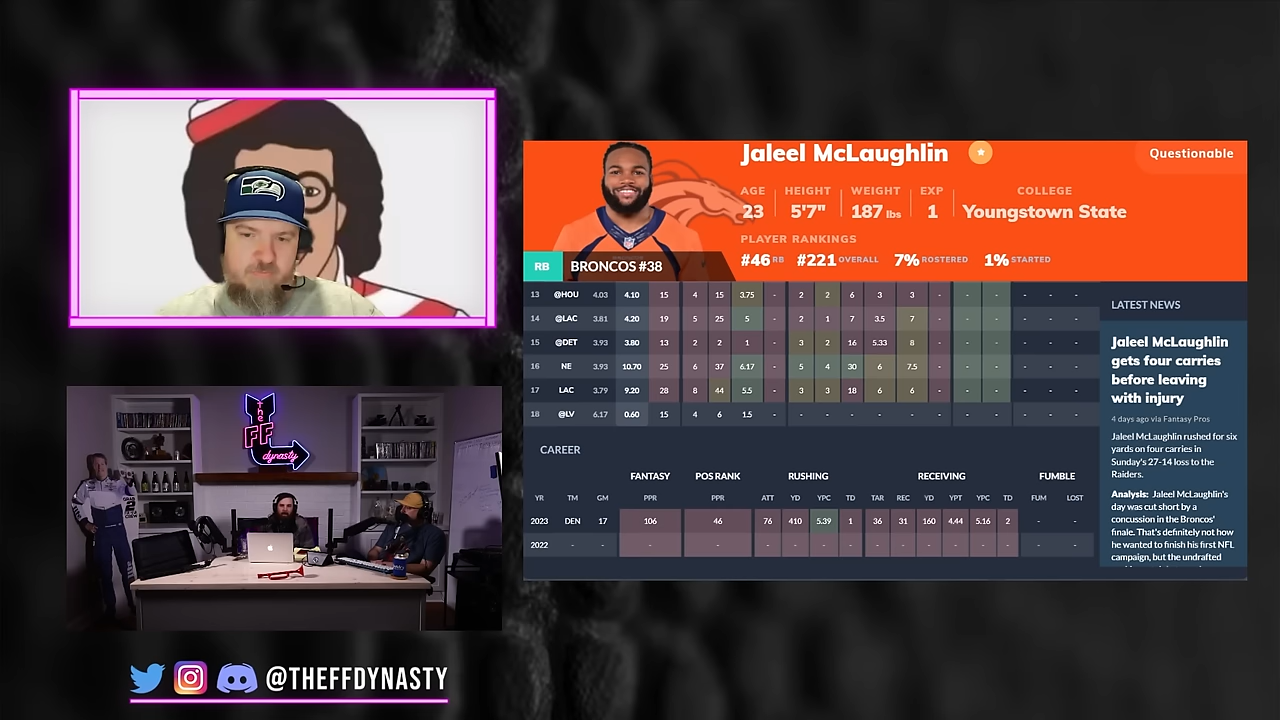 Jaleel McLaughlin
Questionable
AGE HEIGHT WEIGHT EXP COLLEGE
23 5'7" 187 lbs 1 Youngstown State
PLAYER RANKINGS
#46 RB #221 OVERALL 7% ROSTERED 1% STARTED
RB BRONCOS #38
13 @HOU 4.03 4.10 15 4 15 3.75 - 2 2 6 3 3 - - - - - -
14 @LAC 3.81 4.20 19 5 25 5 - 2 1 7 3.5 7 - - - - - -
15 @DET 3.93 3.80 13 2 2 1 - 3 2 16 5.33 8 - - - - - -
16 NE 3.93 10.70 25 6 37 6.17 - 5 4 30 6 7.5 - - - - - -
17 LAC 3.79 9.20 28 8 44 5.5 - 3 3 18 6 6 - - - - - -
18 @LV 6.17 0.60 15 4 6 1.5 - - - - - - - - - - - -
CAREER
FANTASY POS RANK RUSHING RECEIVING FUMBLE
YR TM GM PPR PPR ATT YD YPC TD TAR REC YD YPT YPC TD FUM LOST
2023 DEN 17 106 46 76 410 5.39 1 36 31 160 4.44 5.16 2 - -
2022 - - - - - - - - - - - - - - - -
LATEST NEWS
Jaleel McLaughlin
gets four carries
before leaving
with injury
4 days ago via Fantasy Pros
Jaleel McLaughlin rushed for six
yards on four carries in
Sunday's 27-14 loss to the
Raiders.
Analysis: Jaleel McLaughlin's
day was cut short by a
concussion in the Broncos'
finale. That's definitely not how
he wanted to finish his first NFL
campaign, but the undrafted
The
FF
dynasty
@THEFFDYNASTY